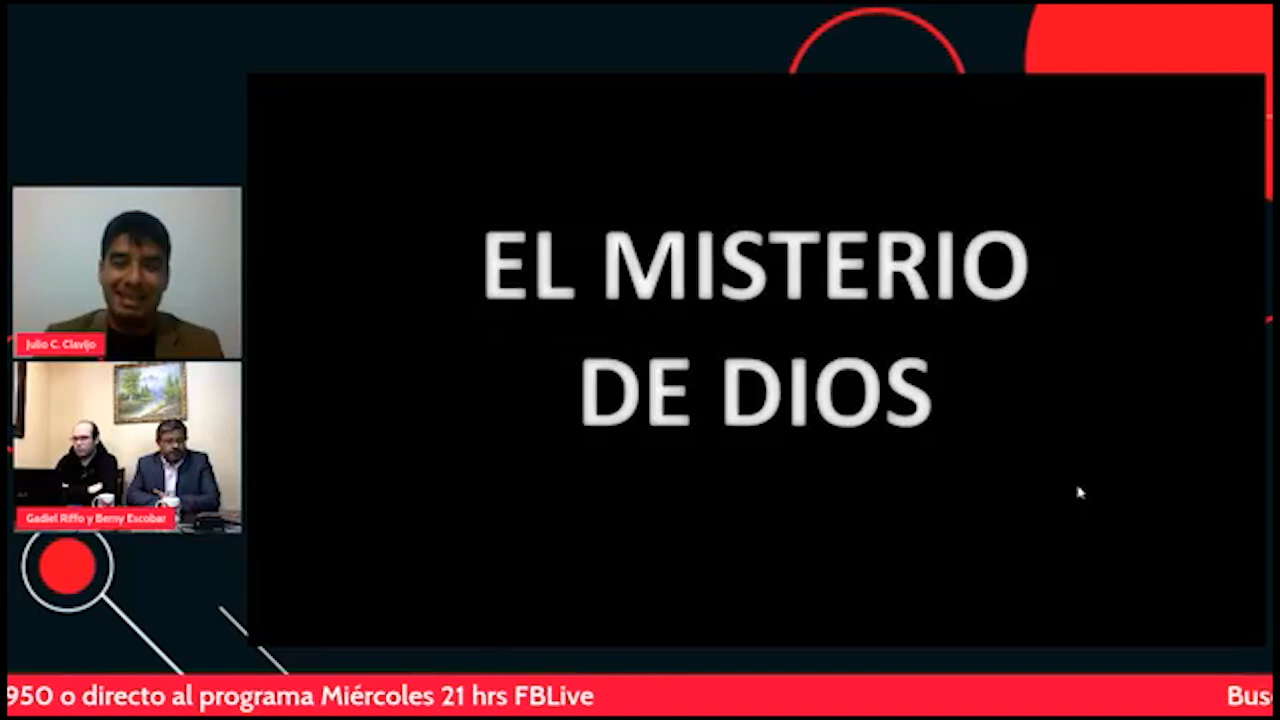 EL MISTERIO
DE DIOS
Julio C. Clavijo
Gadiel Riffo y Berny Escobar
950 o directo al programa Miércoles 21 hrs FBLive